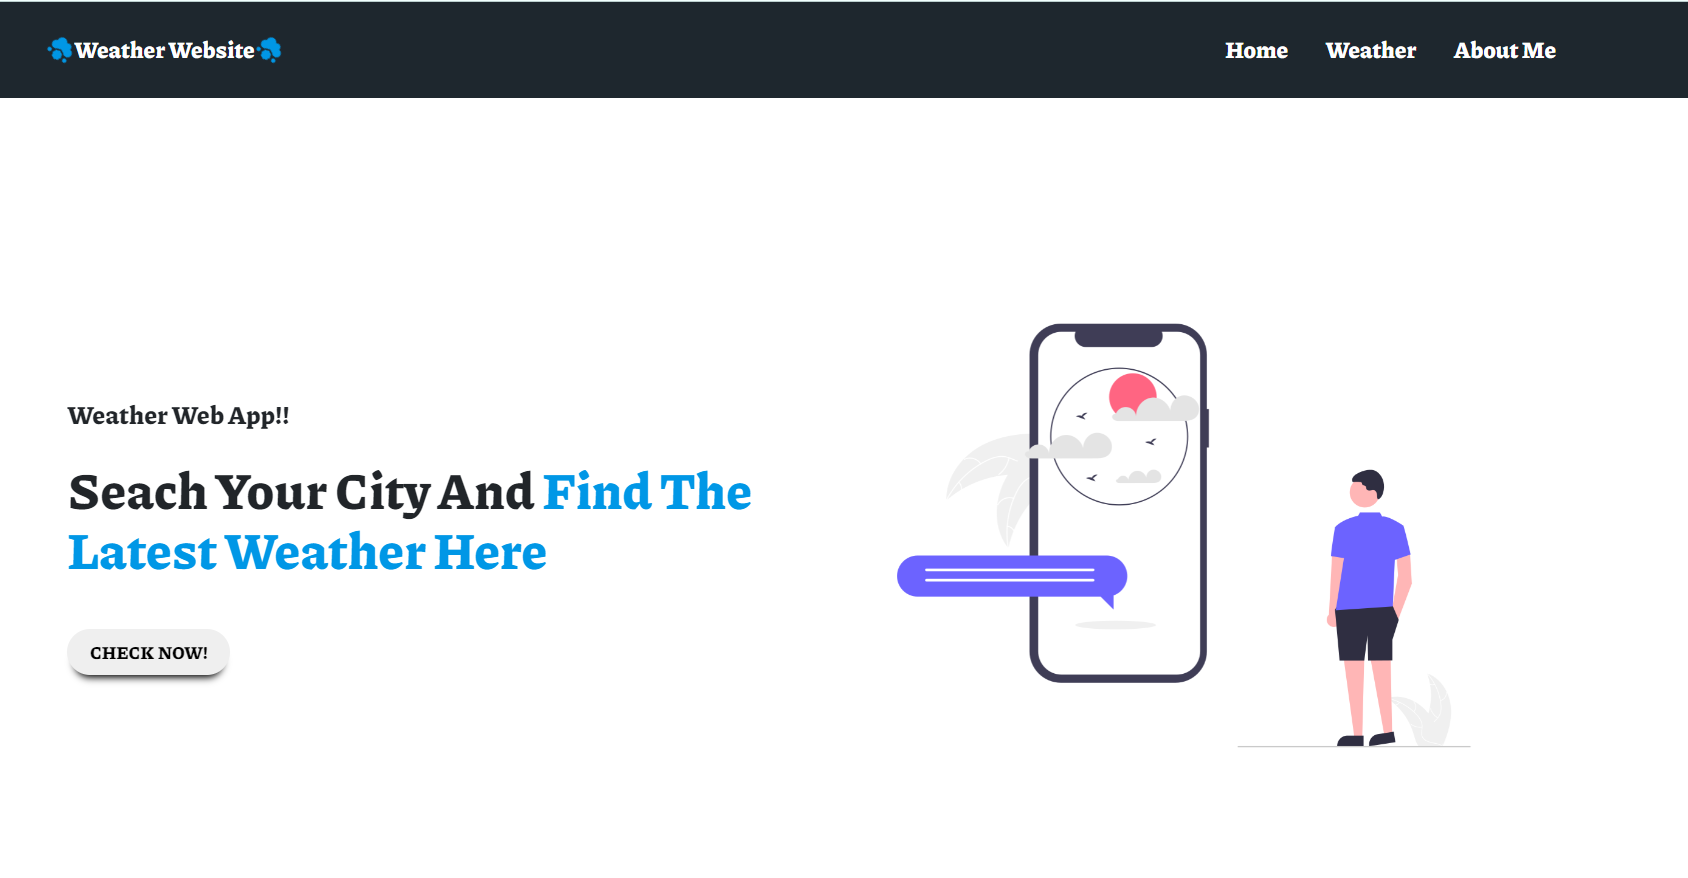 Weather Website
Home Weather About Me
Weather Web App!!
Seach Your City And Find The
Latest Weather Here
CHECK NOW!